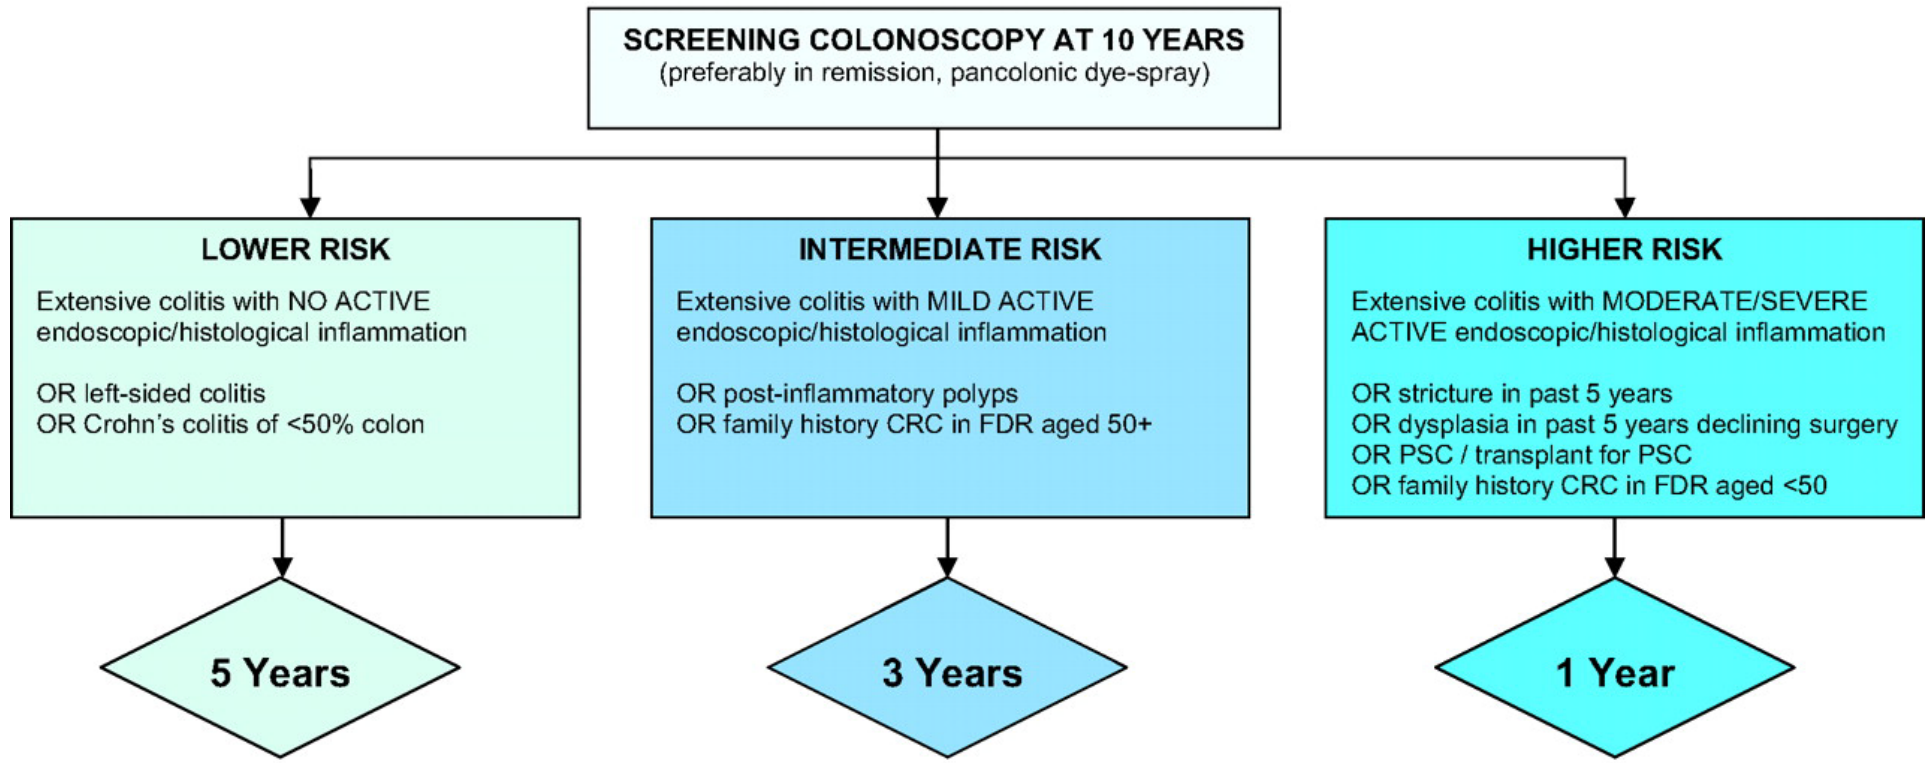 SCREENING COLONOSCOPY AT 10 YEARS
(preferably in remission, pancolonic dye-spray)
LOWER RISK
Extensive colitis with NO ACTIVE
endoscopic/histological inflammation
OR left-sided colitis
OR Crohn’s colitis of <50% colon
INTERMEDIATE RISK
Extensive colitis with MILD ACTIVE
endoscopic/histological inflammation
OR post-inflammatory polyps
OR family history CRC in FDR aged 50+
HIGHER RISK
Extensive colitis with MODERATE/SEVERE
ACTIVE endoscopic/histological inflammation
OR stricture in past 5 years
OR dysplasia in past 5 years declining surgery
OR PSC / transplant for PSC
OR family history CRC in FDR aged <50
5 Years
3 Years
1 Year